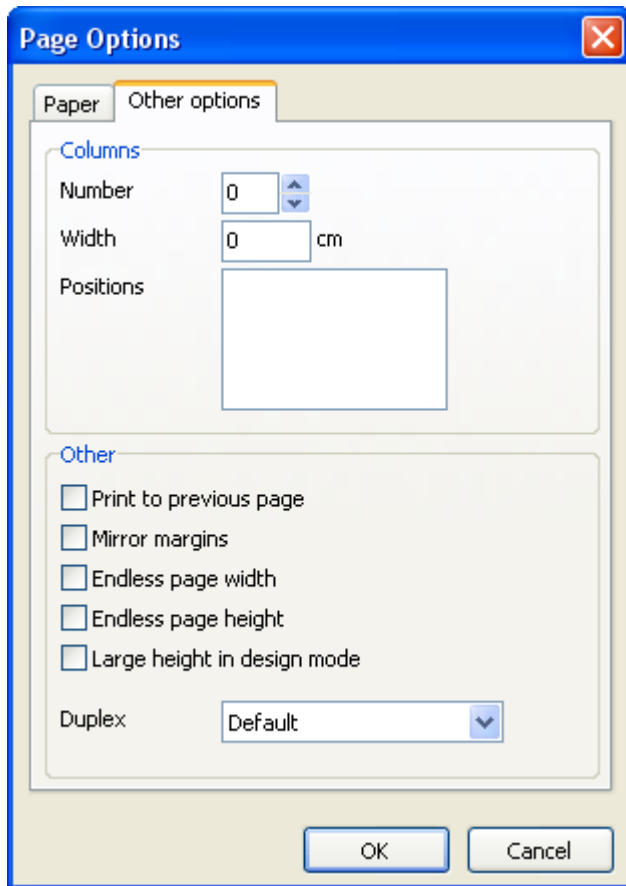 Page Options
Paper Other options
Columns
Number 0
Width 0 cm
Positions
Other
Print to previous page
Mirror margins
Endless page width
Endless page height
Large height in design mode
Duplex Default
OK Cancel